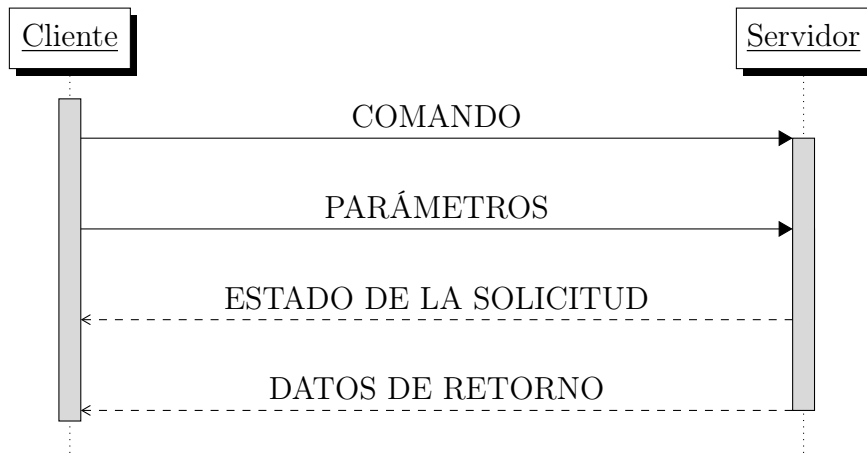 Cliente
Servidor
COMANDO
PARÁMETROS
ESTADO DE LA SOLICITUD
DATOS DE RETORNO